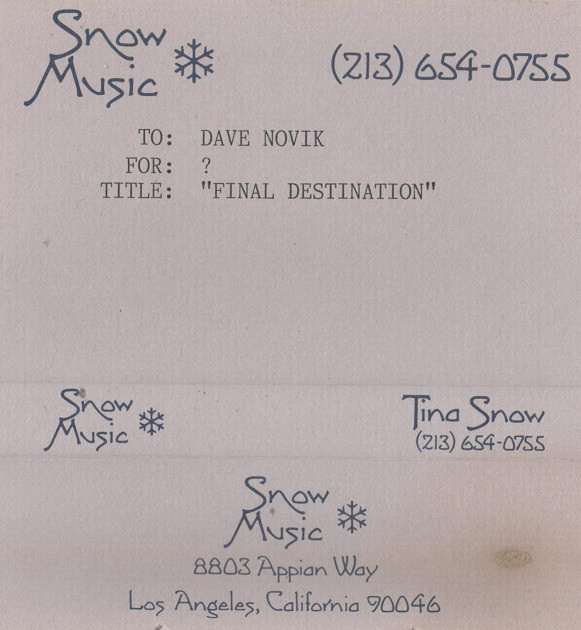 Snow
Music
(213) 654-0755
TO: DAVE NOVIK
FOR: ?
TITLE: "FINAL DESTINATION"
Snow
Music
Tina Snow
(213) 654-0755
Snow
Music
8803 Appian Way
Los Angeles, California 90046